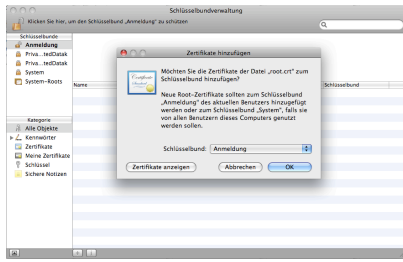 Schlüsselbundverwaltung
Klicken Sie hier, um den Schlüsselbund „Anmeldung“ zu schützen
Schlüsselbunde
Anmeldung
Priva...tedDatak
Priva...tedDatak
System
System-Roots
Name
Schlüsselbund
Zertifikate hinzufügen
Möchten Sie die Zertifikate der Datei „root.crt“ zum
Schlüsselbund hinzufügen?
Neue Root-Zertifikate sollten zum Schlüsselbund
„Anmeldung“ des aktuellen Benutzers hinzugefügt
werden oder zum Schlüsselbund „System“, falls sie
von allen Benutzern dieses Computers genutzt
werden sollen.
Schlüsselbund: Anmeldung
Zertifikate anzeigen
Abbrechen
OK
Kategorie
Alle Objekte
Kennwörter
Zertifikate
Meine Zertifikate
Schlüssel
Sichere Notizen